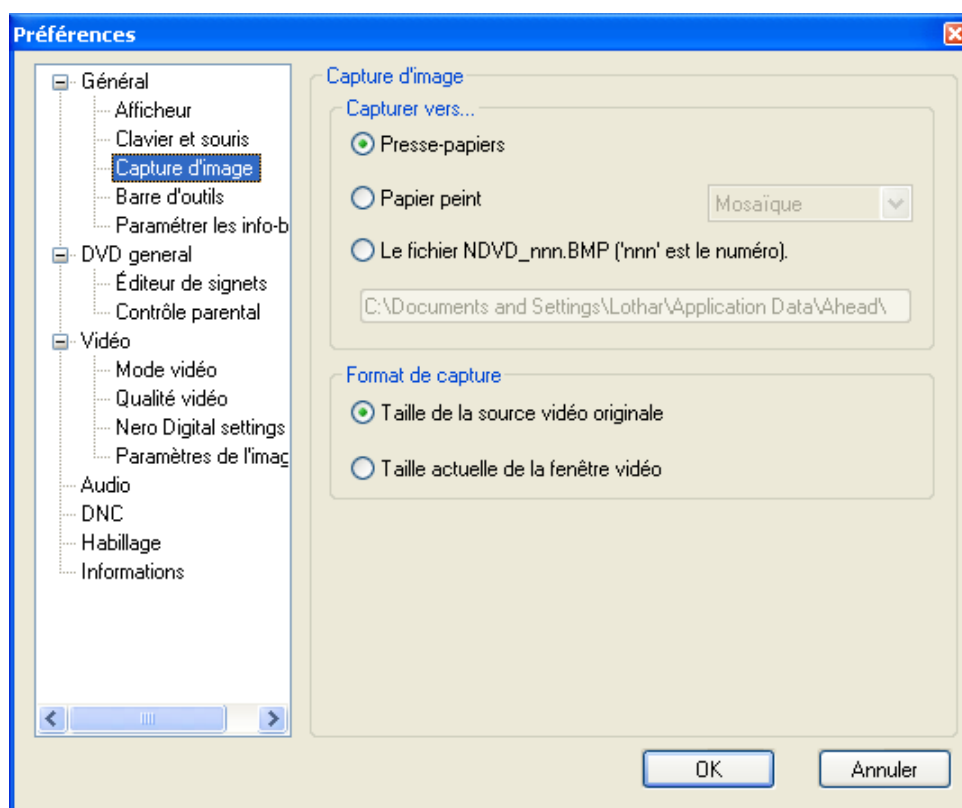 Préférences
Général
Afficheur
Clavier et souris
Capture d'image
Barre d'outils
Paramétrer les info-b
DVD general
Éditeur de signets
Contrôle parental
Vidéo
Mode vidéo
Qualité vidéo
Nero Digital settings
Paramètres de l'imag
Audio
DNC
Habillage
Informations
Capture d'image
Capturer vers...
Presse-papiers
Papier peint
Mosaïque
Le fichier NDVD_nnn.BMP ('nnn' est le numéro).
C:\Documents and Settings\Lothar\Application Data\Ahead\
Format de capture
Taille de la source vidéo originale
Taille actuelle de la fenêtre vidéo
OK
Annuler